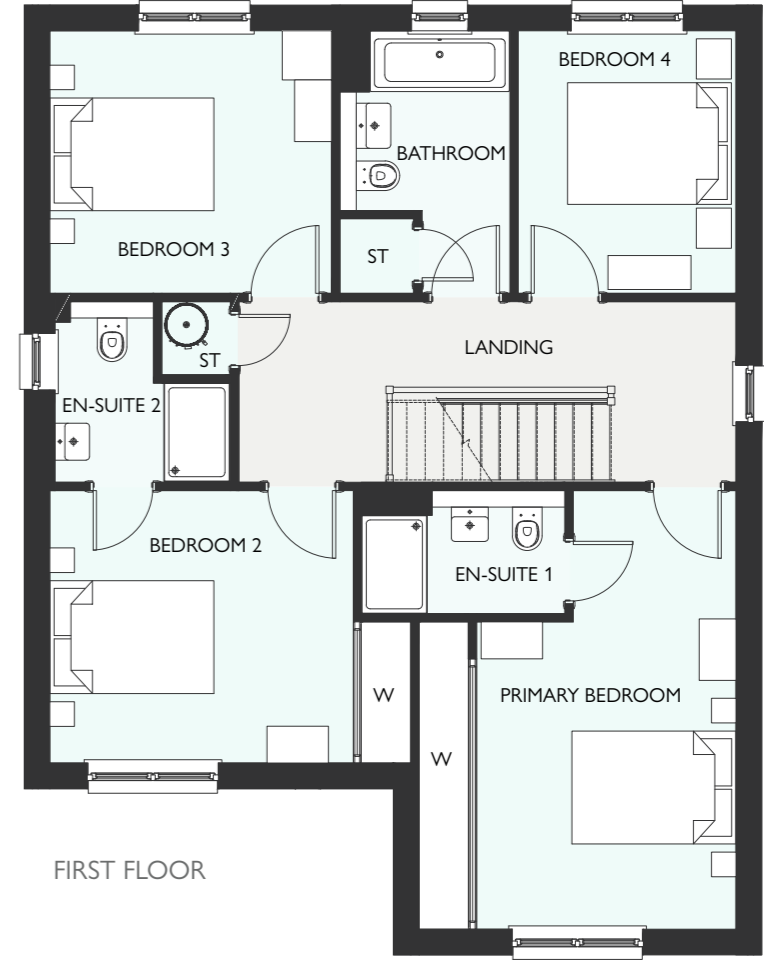 BEDROOM 4
BATHROOM
BEDROOM 3
ST
LANDING
ST
EN-SUITE 2
BEDROOM 2
EN-SUITE 1
PRIMARY BEDROOM
W
W
FIRST FLOOR